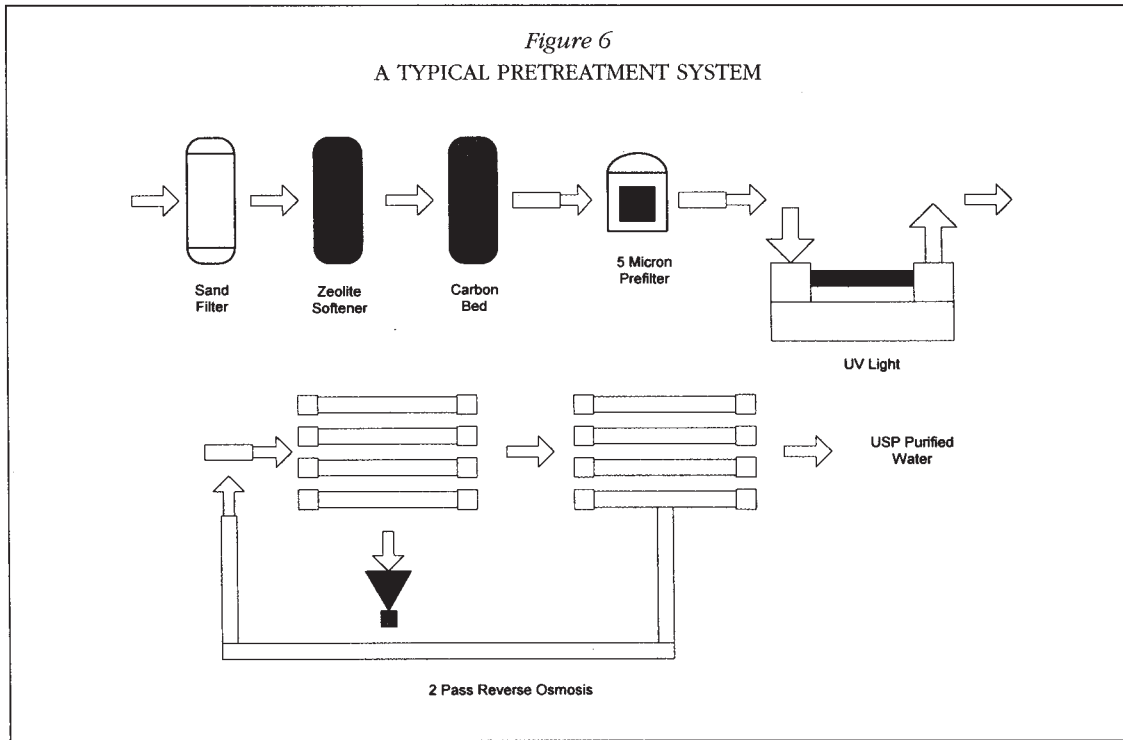 Figure 6
A TYPICAL PRETREATMENT SYSTEM
Sand
Filter
Zeolite
Softener
Carbon
Bed
5 Micron
Prefilter
UV Light
USP Purified
Water
2 Pass Reverse Osmosis